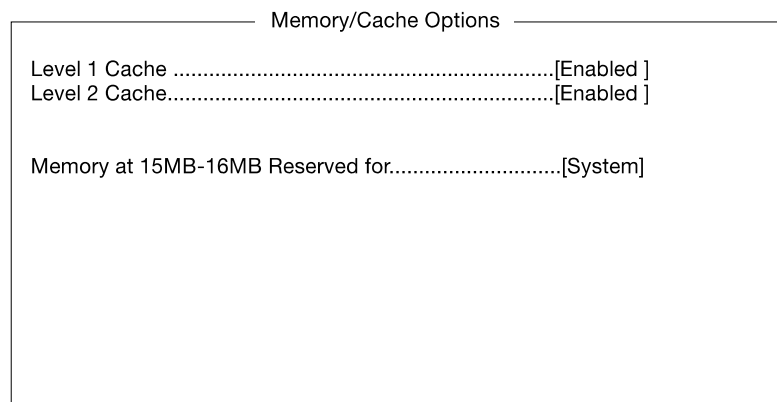 Memory/Cache Options
Level 1 Cache ................................................................[Enabled ]
Level 2 Cache.................................................................[Enabled ]
Memory at 15MB-16MB Reserved for.............................[System]